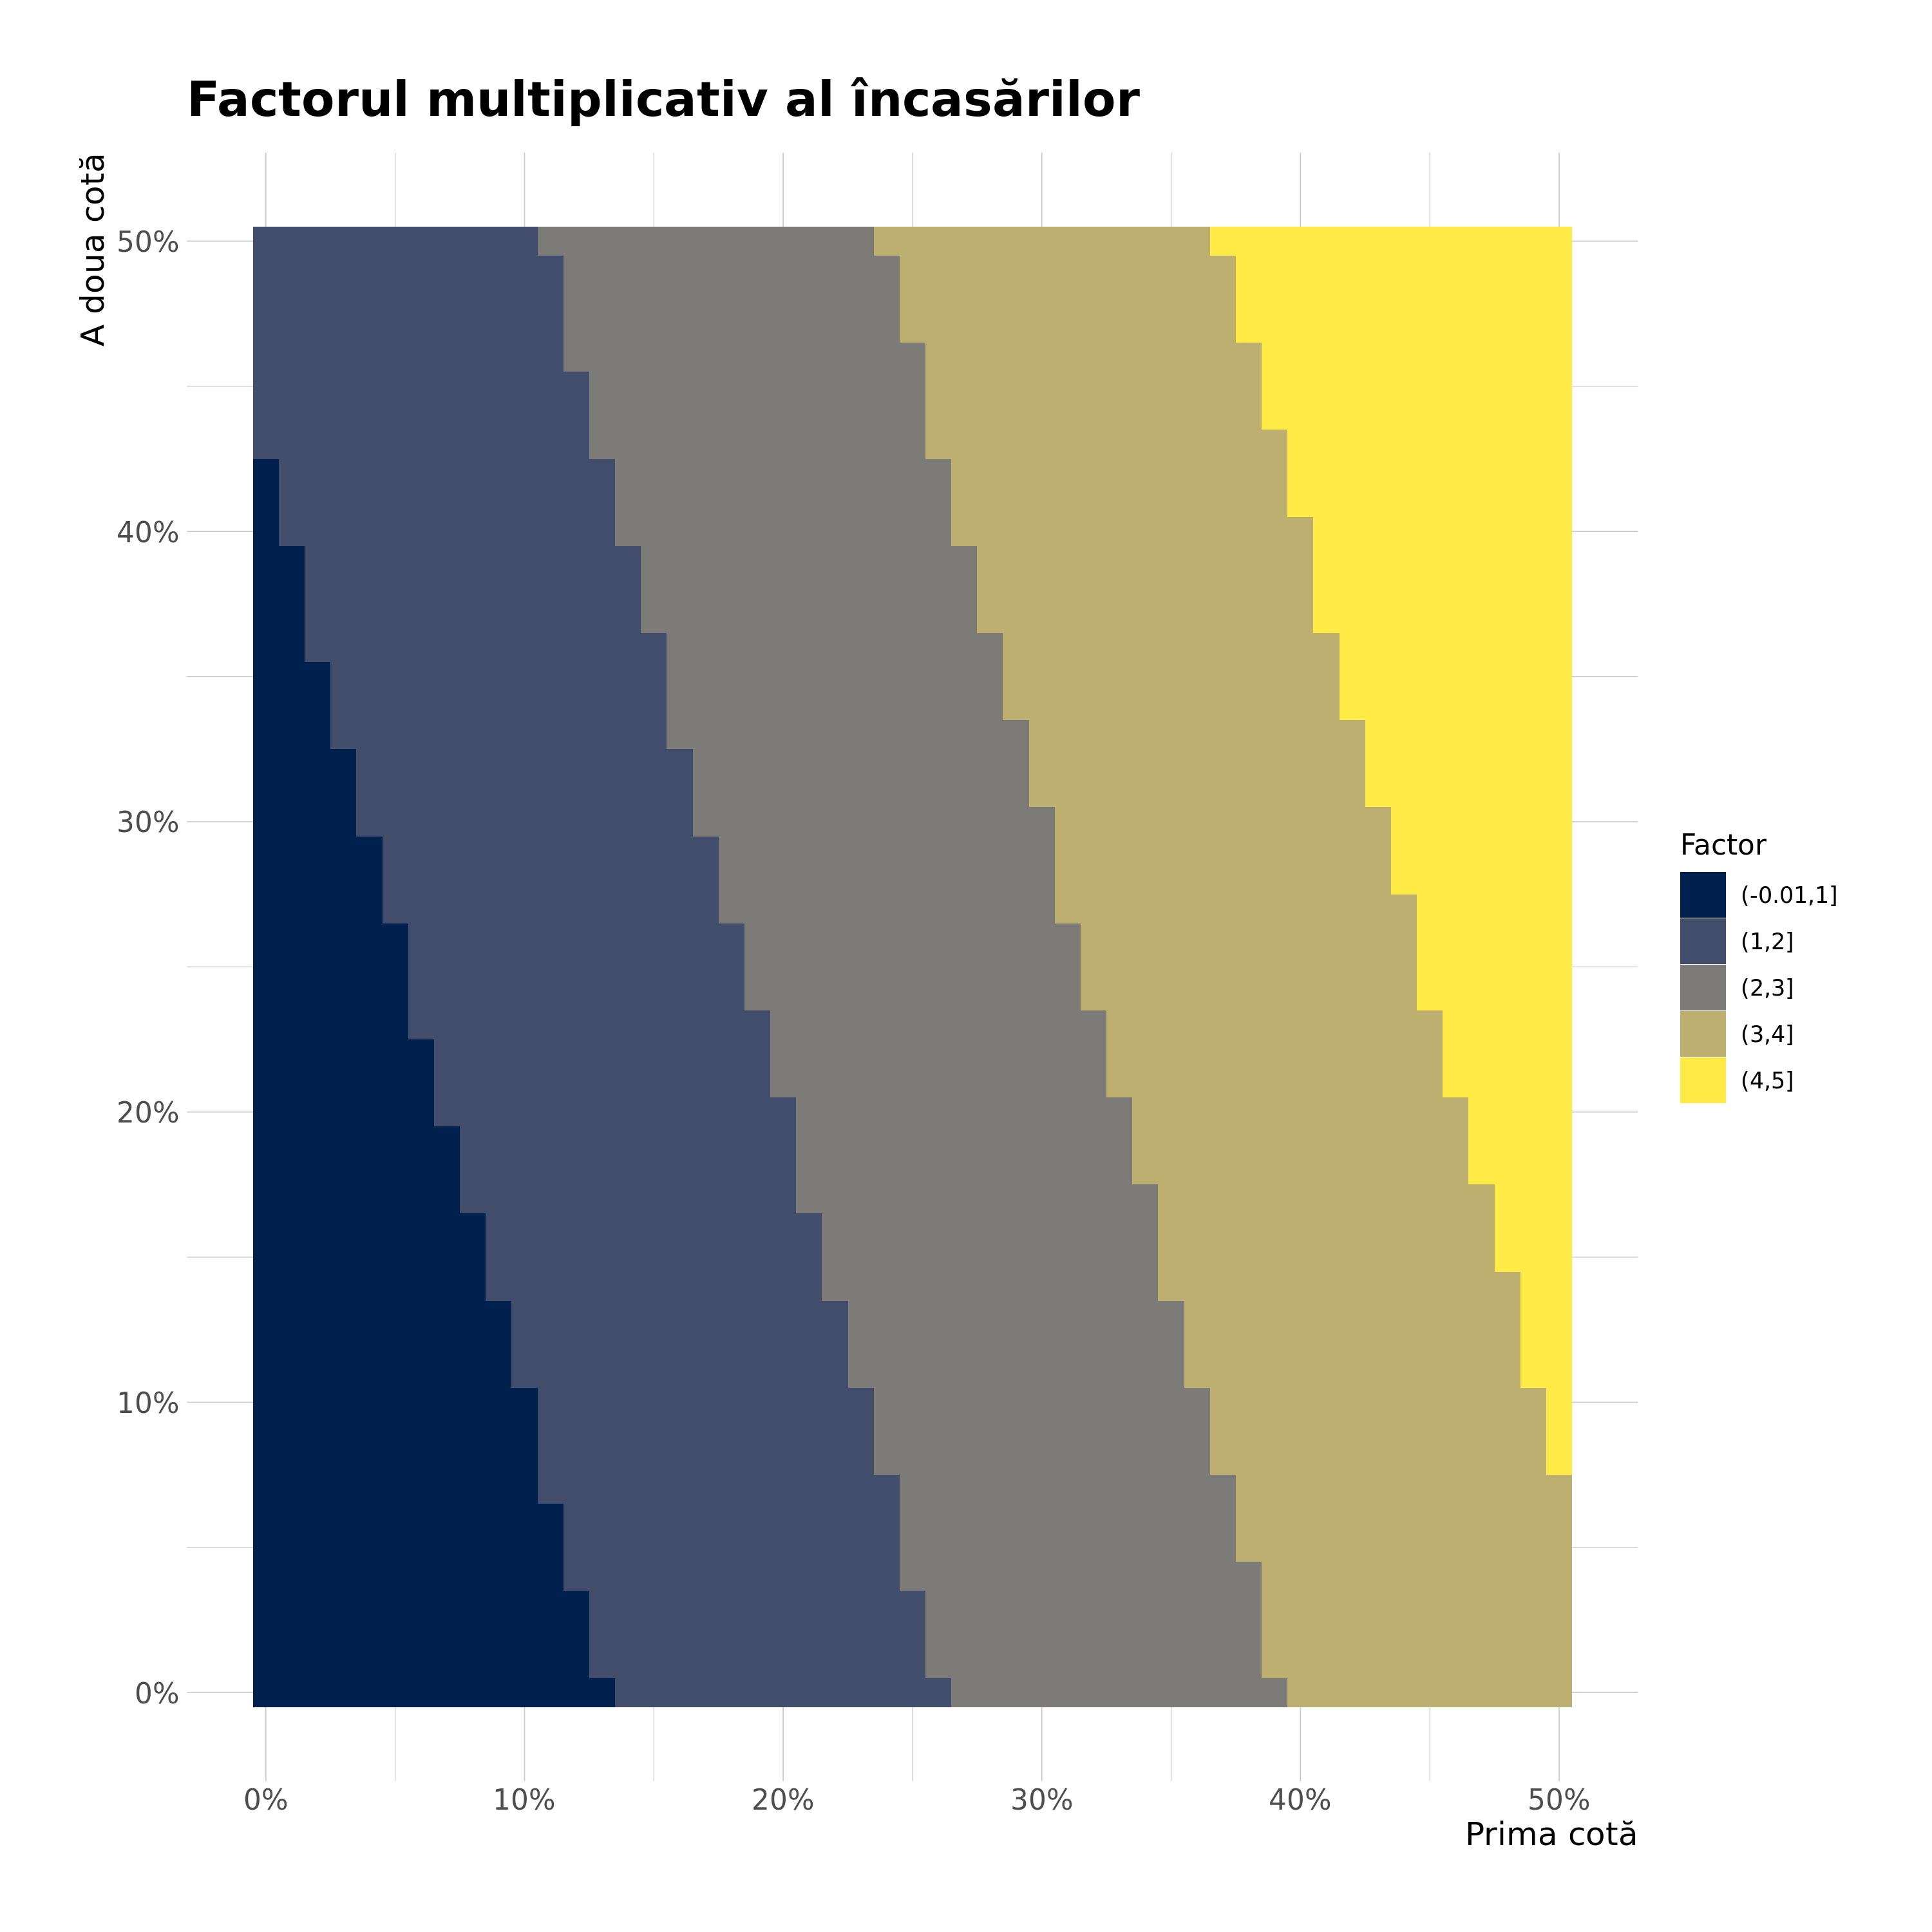 Factorul multiplicativ al încasărilor
A doua cotă
50%
40%
30%
20%
10%
0%
0% 10% 20% 30% 40% 50%
Prima cotă
Factor
(-0.01,1]
(1,2]
(2,3]
(3,4]
(4,5]